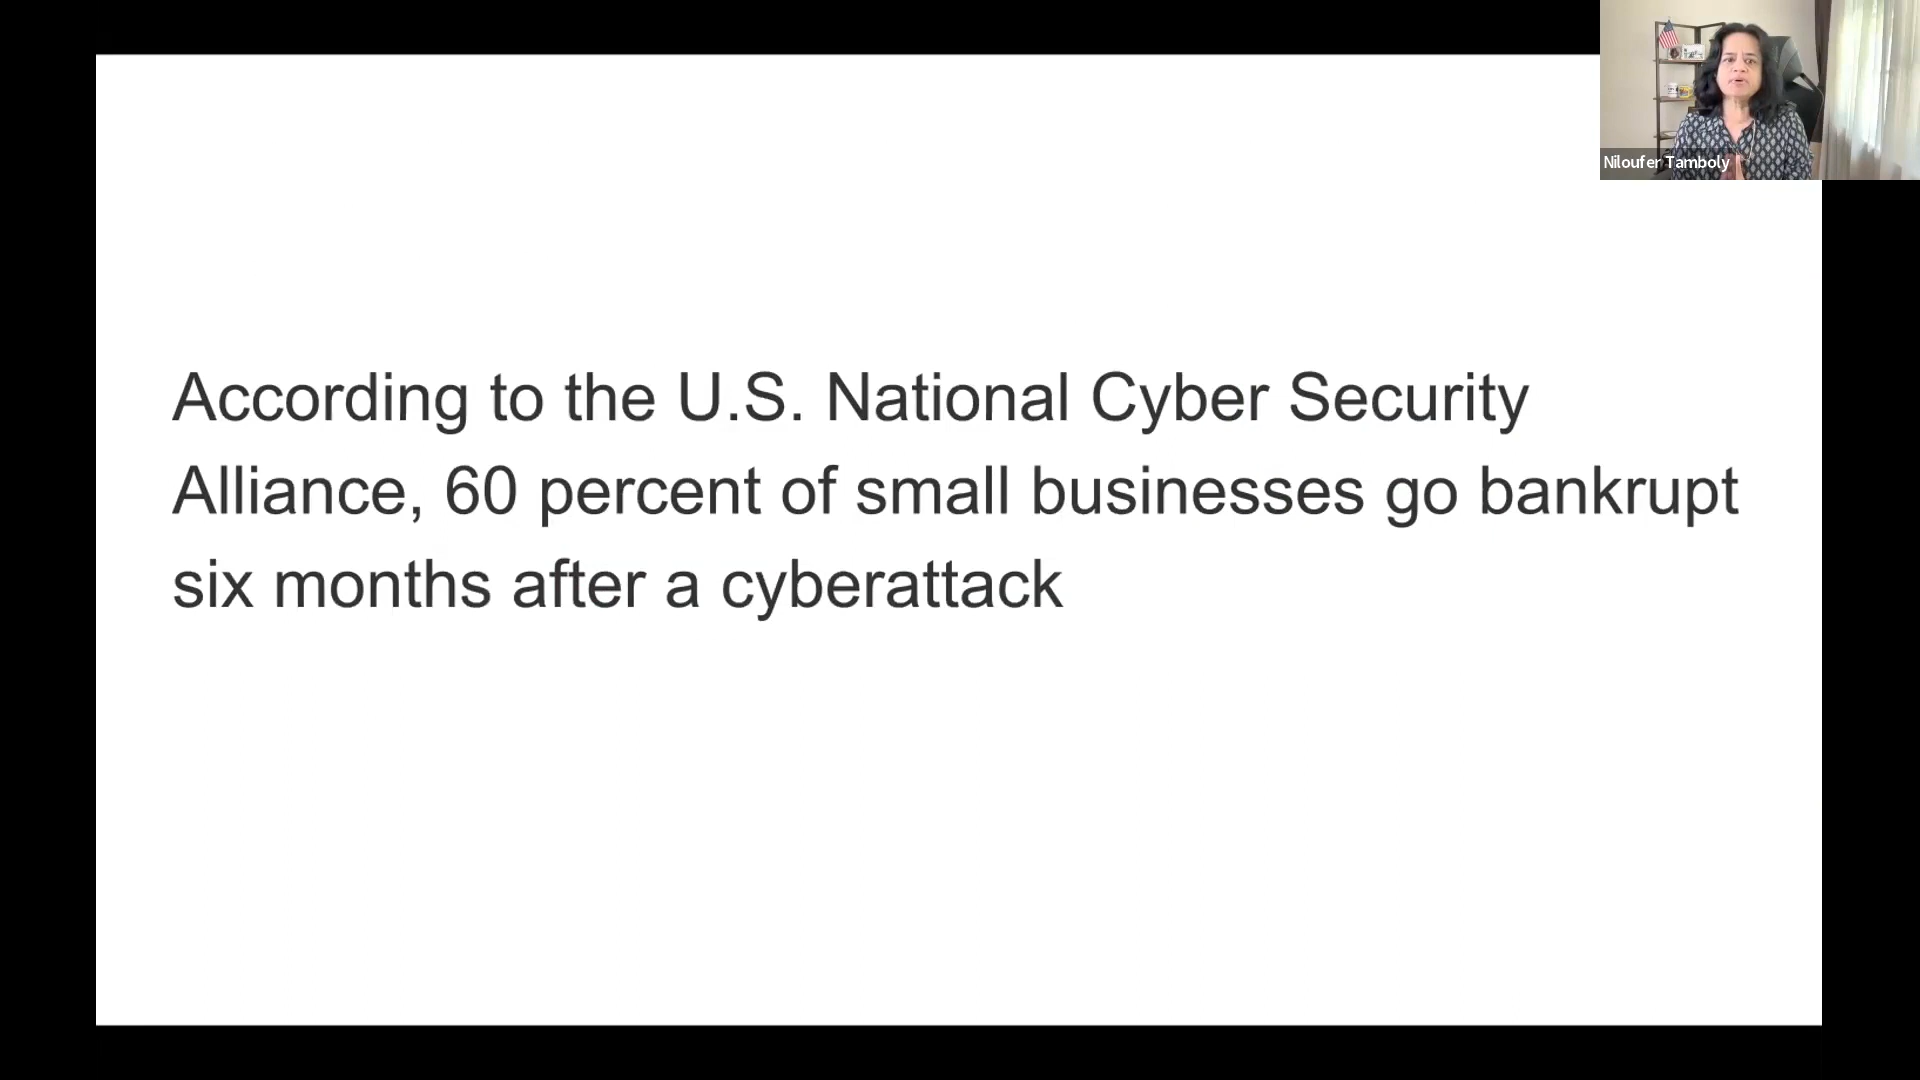 Niloufer Tamboly
According to the U.S. National Cyber Security
Alliance, 60 percent of small businesses go bankrupt
six months after a cyberattack